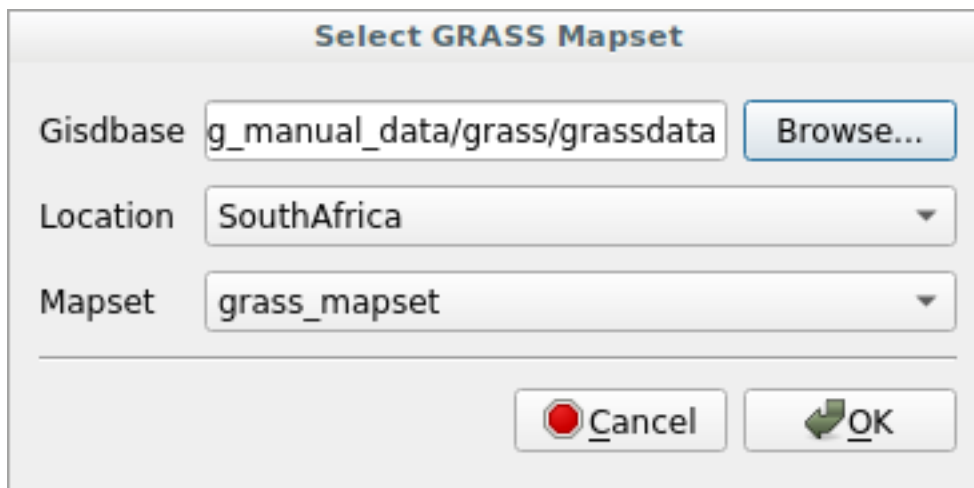 Select GRASS Mapset
Gisdbase g_manual_data/grass/grassdata Browse...
Location SouthAfrica
Mapset grass_mapset
Cancel OK